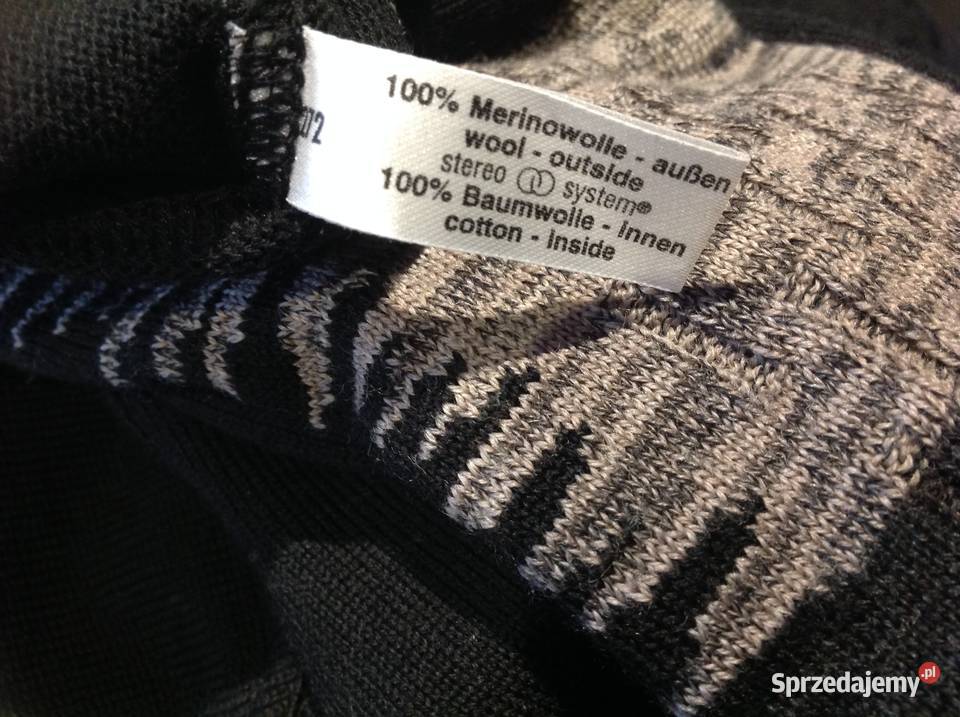 100% Merinowolle - außen
wool - outside
stereo system®
100% Baumwolle - Innen
cotton - inside
Sprzedajemy.pl